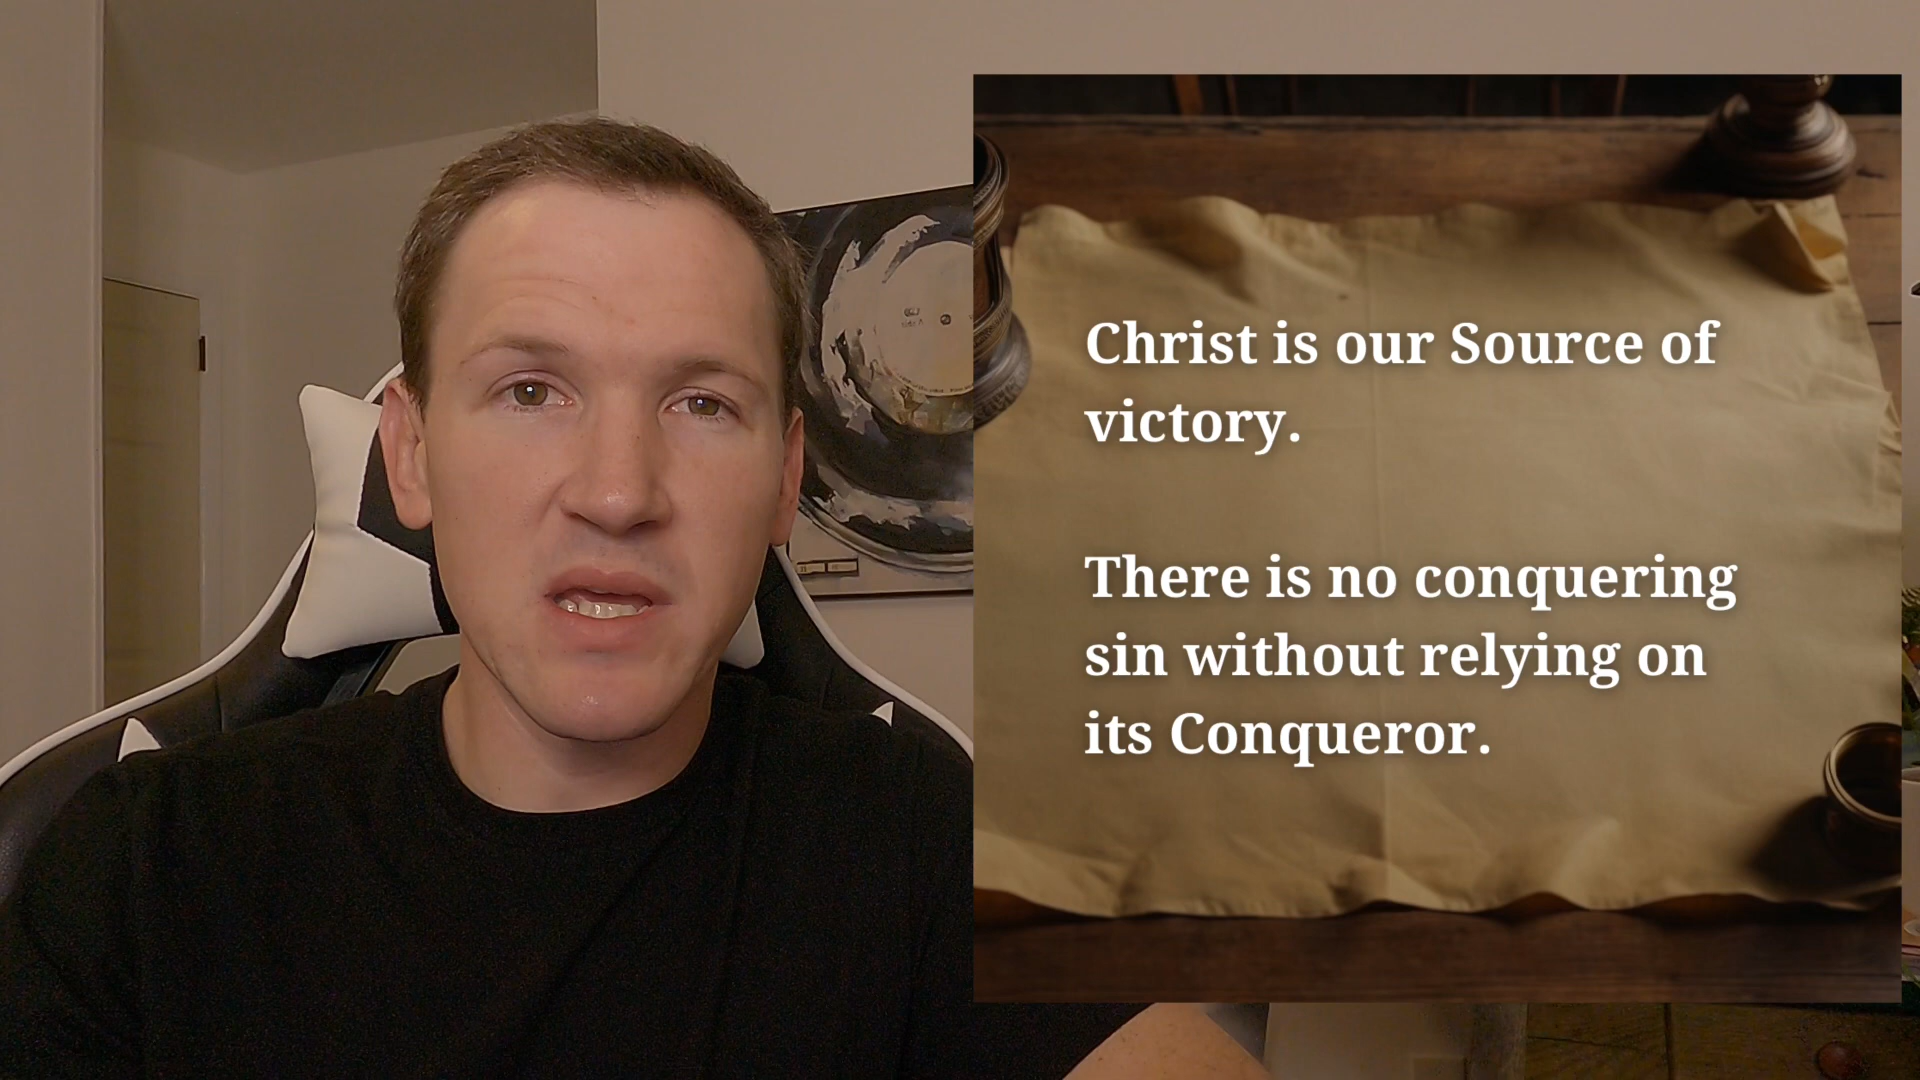 Christ is our Source of
victory.
There is no conquering
sin without relying on
its Conqueror.